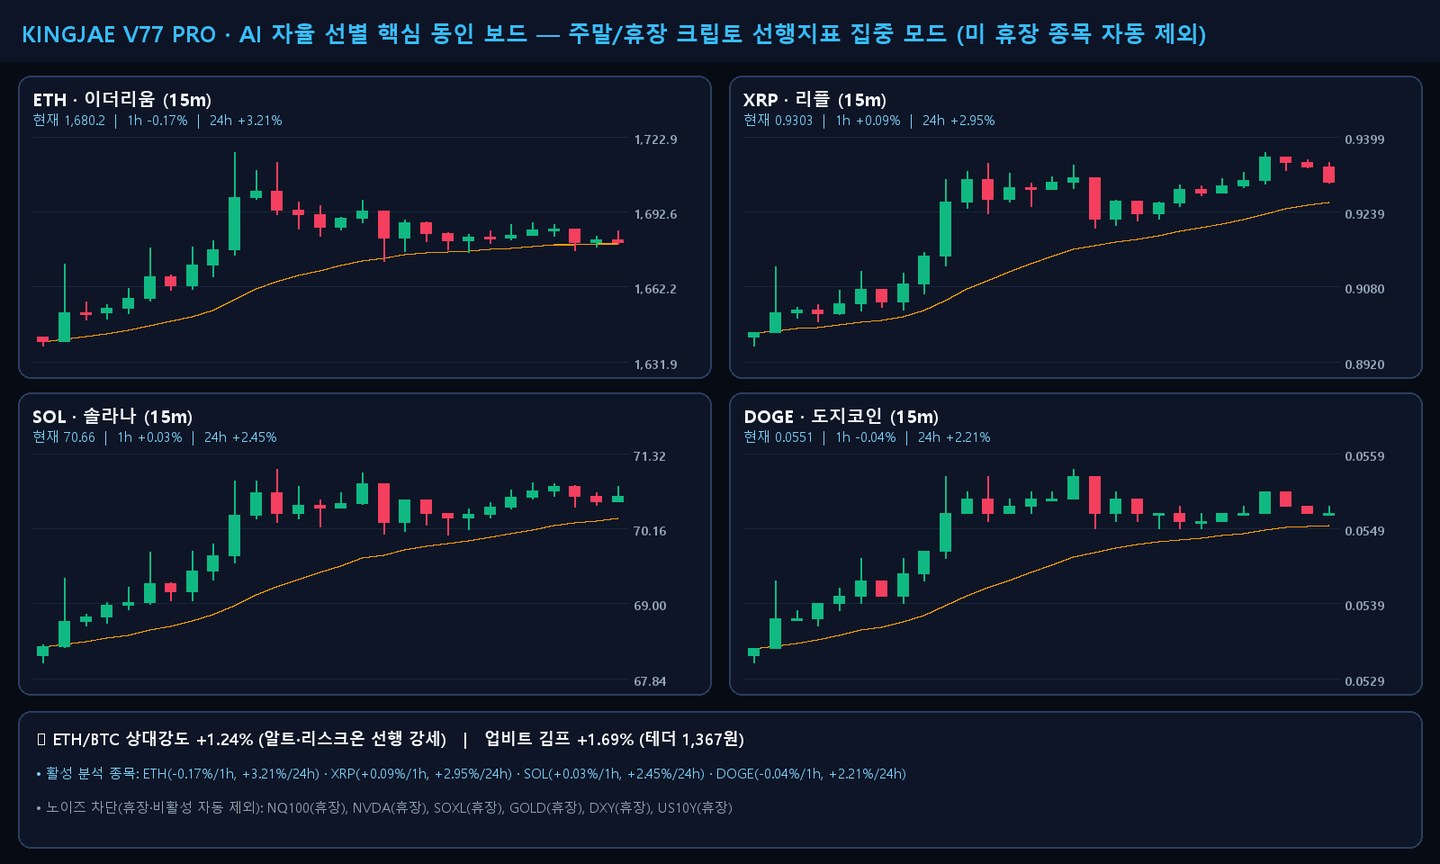 KINGJAE V77 PRO · AI 자율 선별 핵심 동인 보드 — 주말/휴장 크립토 선행지표 집중 모드 (미 휴장 종목 자동 제외)
ETH · 이더리움 (15m)
현재 1,680.2 | 1h -0.17% | 24h +3.21%
1,722.9
1,692.6
1,662.2
1,631.9
XRP · 리플 (15m)
현재 0.9303 | 1h +0.09% | 24h +2.95%
0.9399
0.9239
0.9080
0.8920
SOL · 솔라나 (15m)
현재 70.66 | 1h +0.03% | 24h +2.45%
71.32
70.16
69.00
67.84
DOGE · 도지코인 (15m)
현재 0.0551 | 1h -0.04% | 24h +2.21%
0.0559
0.0549
0.0539
0.0529
ETH/BTC 상대강도 +1.24% (알트·리스크온 선행 강세) | 업비트 김프 +1.69% (테더 1,367원)
• 활성 분석 종목: ETH(-0.17%/1h, +3.21%/24h) · XRP(+0.09%/1h, +2.95%/24h) · SOL(+0.03%/1h, +2.45%/24h) · DOGE(-0.04%/1h, +2.21%/24h)
• 노이즈 차단(휴장·비활성 자동 제외): NQ100(휴장), NVDA(휴장), SOXL(휴장), GOLD(휴장), DXY(휴장), US10Y(휴장)